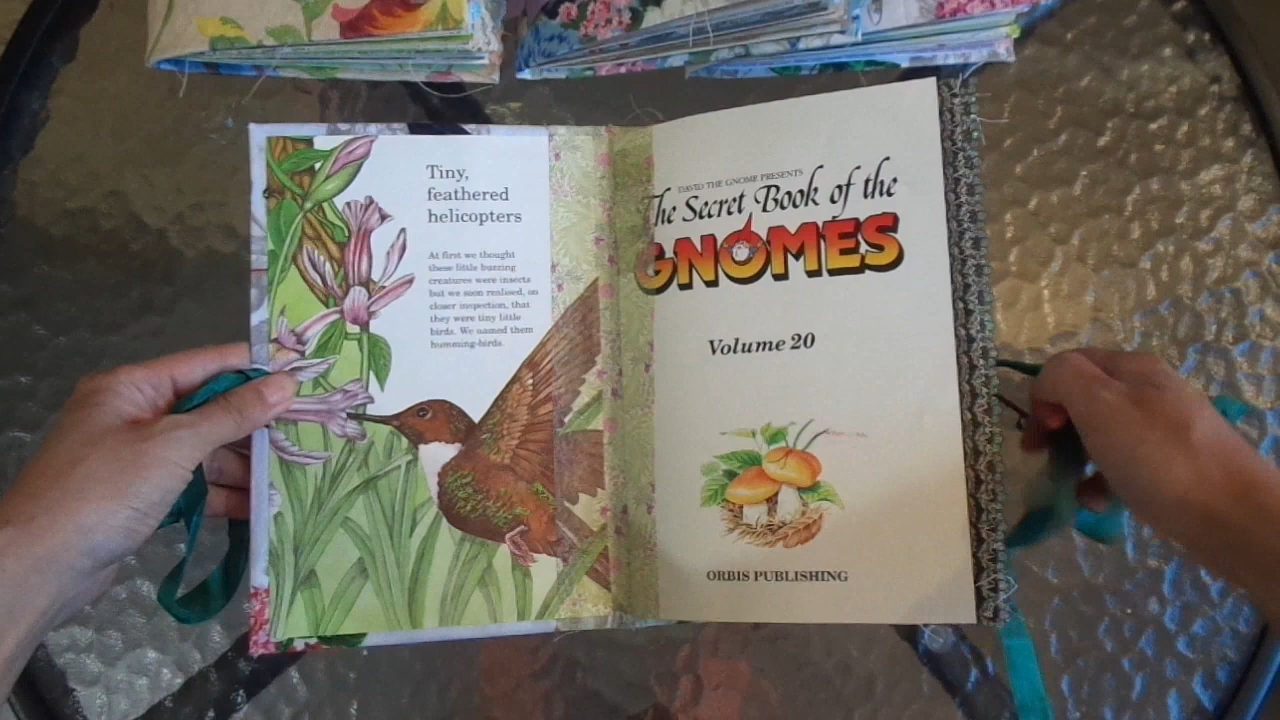 Tiny,
feathered
helicopters
At first we thought
these little buzzing
creatures were insects
but we soon realised, on
closer inspection, that
they were tiny little
birds. We named them
humming-birds.
DAVID THE GNOME PRESENTS
The Secret Book of the
GNOMES
Volume 20
ORBIS PUBLISHING